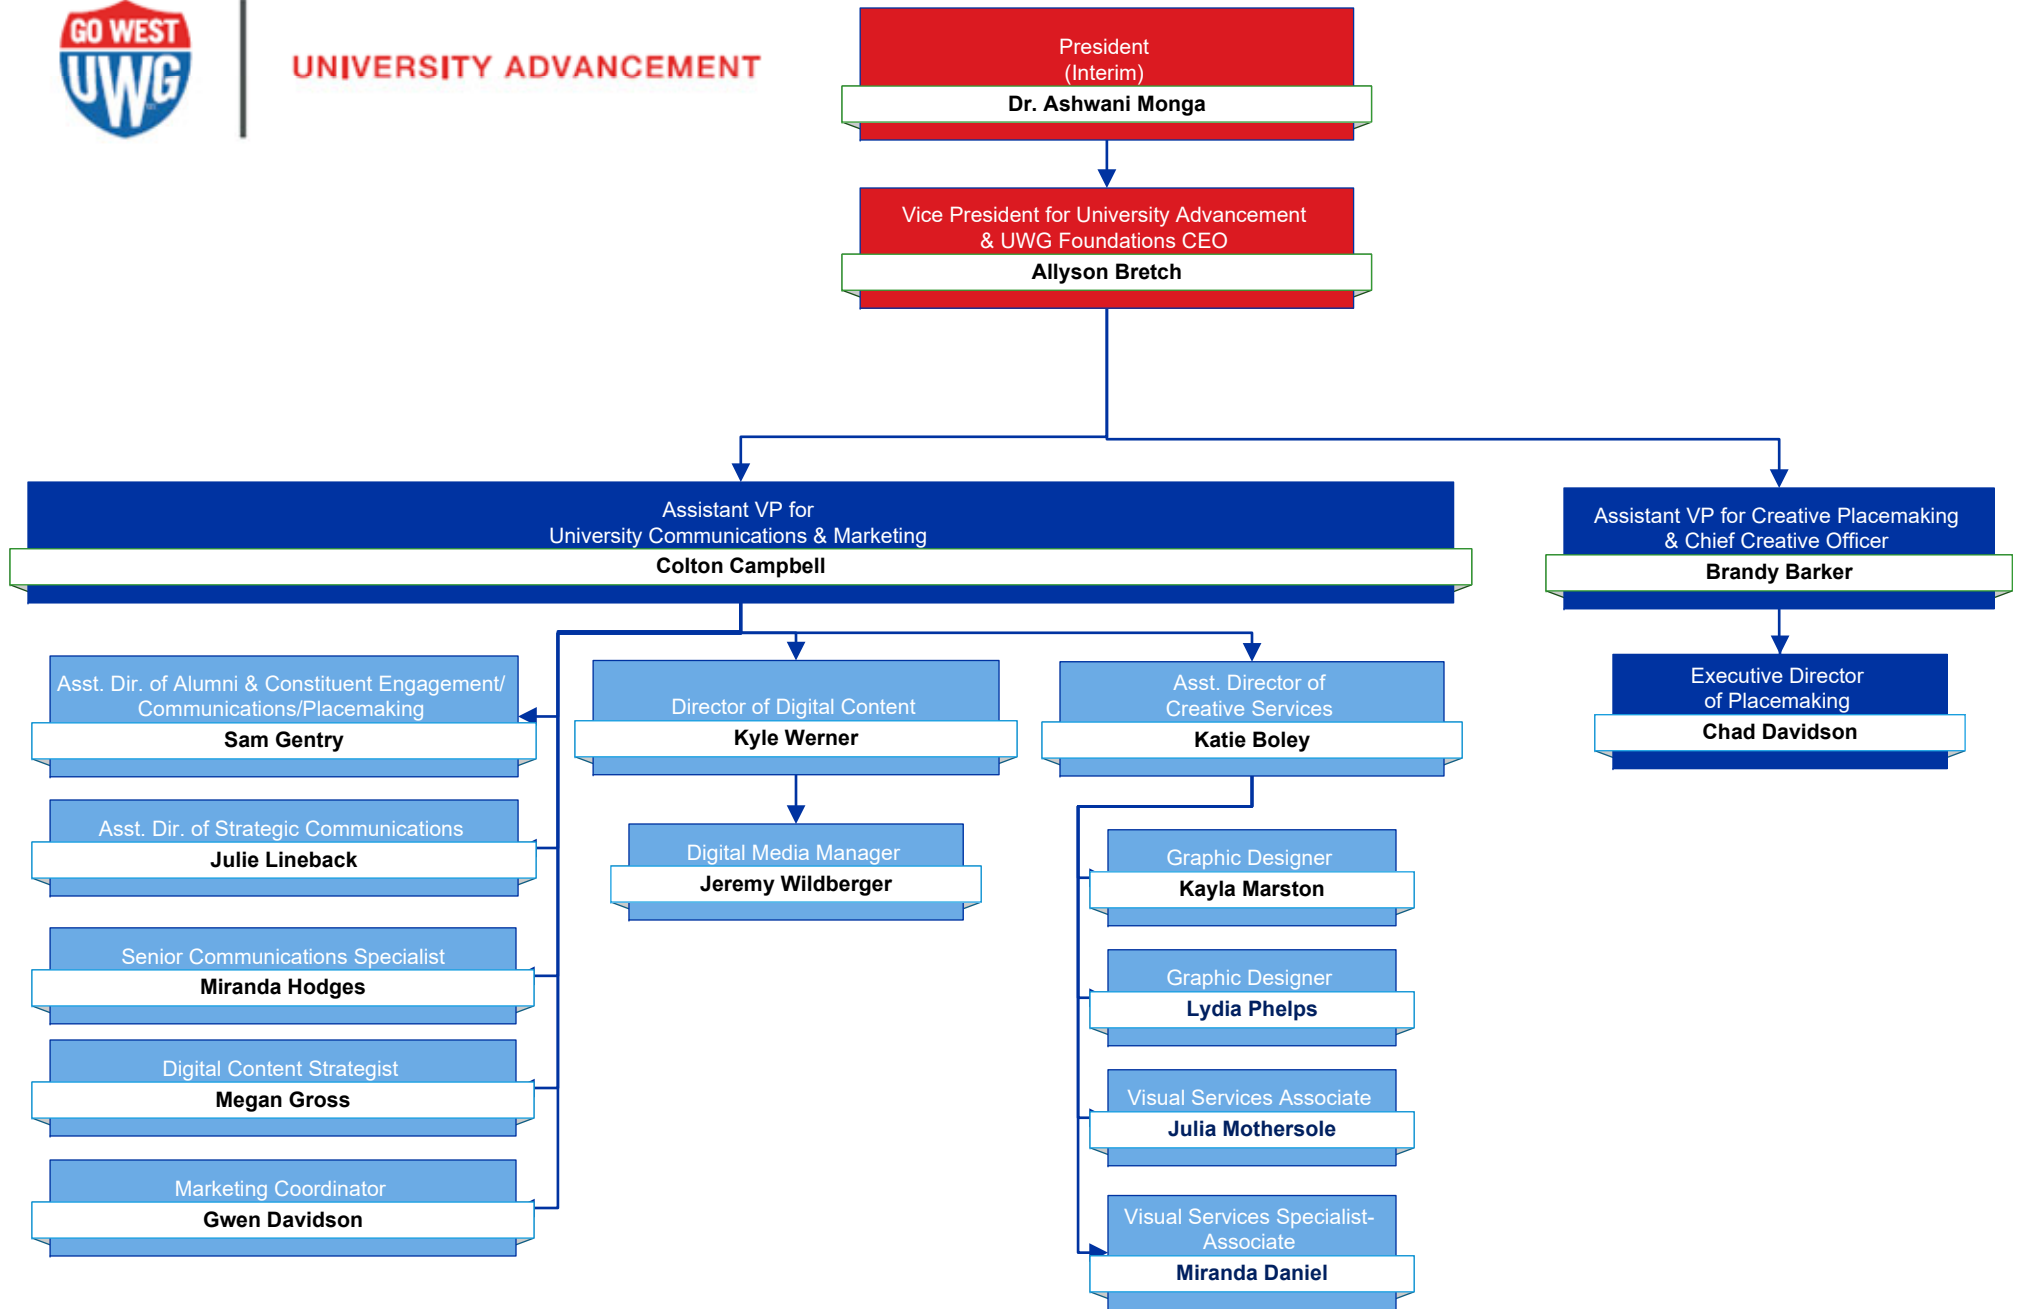 GO WEST
UWG
UNIVERSITY ADVANCEMENT
President
(Interim)
Dr. Ashwani Monga
Vice President for University Advancement
& UWG Foundations CEO
Allyson Bretch
Assistant VP for
University Communications & Marketing
Colton Campbell
Assistant VP for Creative Placemaking
& Chief Creative Officer
Brandy Barker
Asst. Dir. of Alumni & Constituent Engagement/
Communications/Placemaking
Sam Gentry
Director of Digital Content
Kyle Werner
Asst. Director of
Creative Services
Katie Boley
Executive Director
of Placemaking
Chad Davidson
Asst. Dir. of Strategic Communications
Julie Lineback
Digital Media Manager
Jeremy Wildberger
Graphic Designer
Kayla Marston
Senior Communications Specialist
Miranda Hodges
Graphic Designer
Lydia Phelps
Digital Content Strategist
Megan Gross
Visual Services Associate
Julia Mothersole
Marketing Coordinator
Gwen Davidson
Visual Services Specialist-
Associate
Miranda Daniel